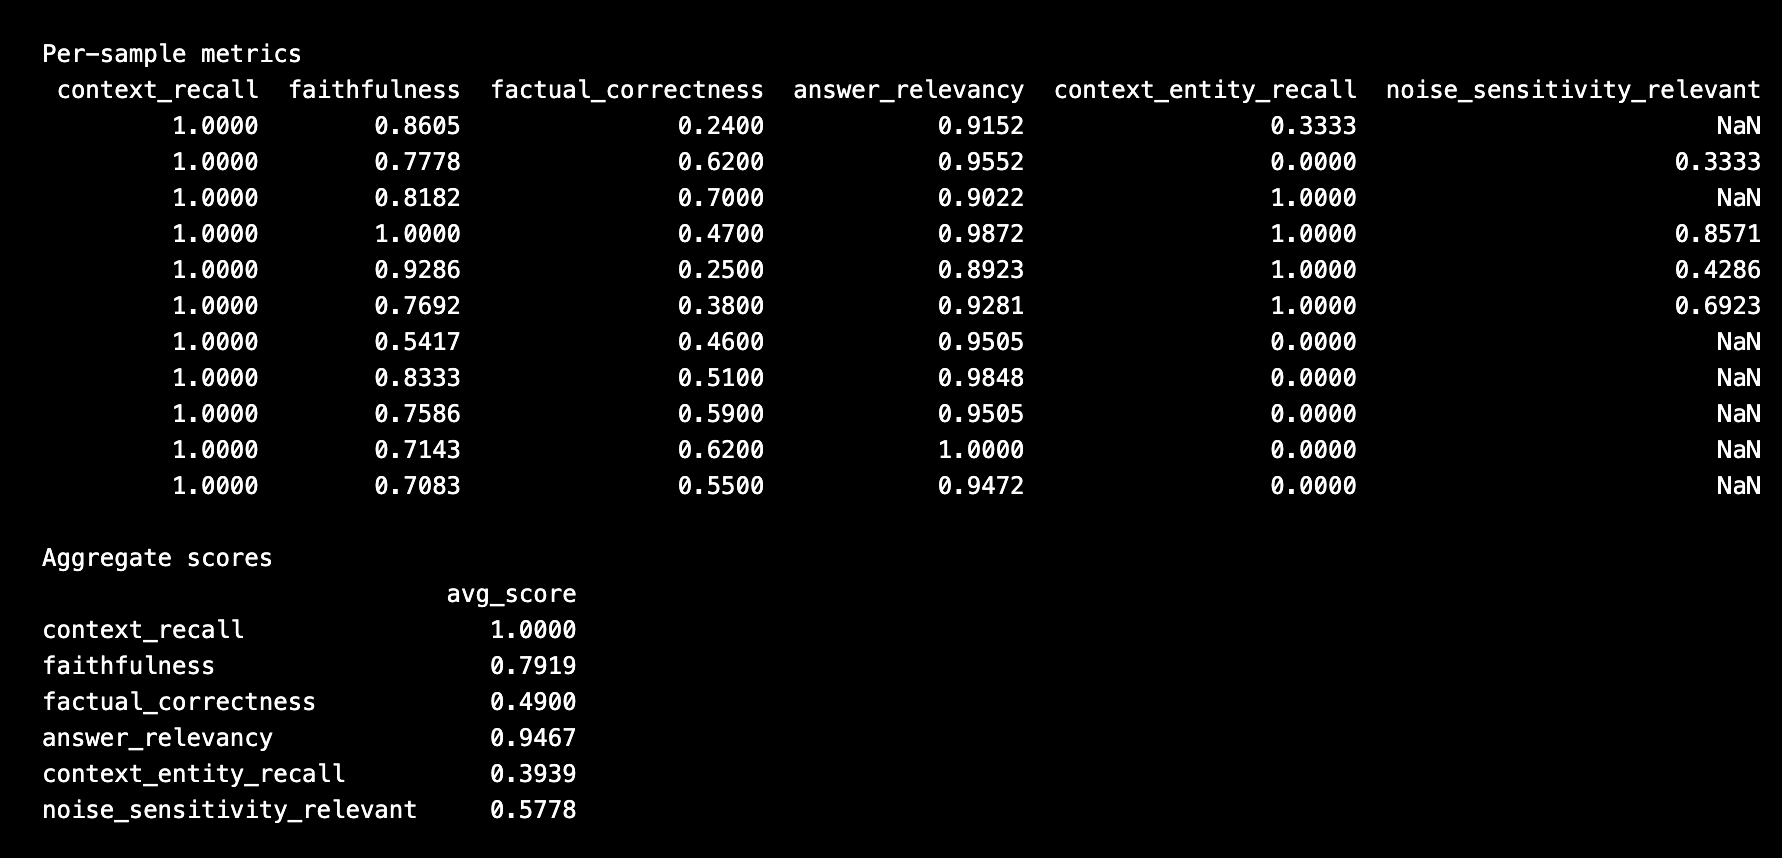 Per-sample metrics
context_recall faithfulness factual_correctness answer_relevancy context_entity_recall noise_sensitivity_relevant
1.0000 0.8605 0.2400 0.9152 0.3333 NaN
1.0000 0.7778 0.6200 0.9552 0.0000 0.3333
1.0000 0.8182 0.7000 0.9022 1.0000 NaN
1.0000 1.0000 0.4700 0.9872 1.0000 0.8571
1.0000 0.9286 0.2500 0.8923 1.0000 0.4286
1.0000 0.7692 0.3800 0.9281 1.0000 0.6923
1.0000 0.5417 0.4600 0.9505 0.0000 NaN
1.0000 0.8333 0.5100 0.9848 0.0000 NaN
1.0000 0.7586 0.5900 0.9505 0.0000 NaN
1.0000 0.7143 0.6200 1.0000 0.0000 NaN
1.0000 0.7083 0.5500 0.9472 0.0000 NaN
Aggregate scores
avg_score
context_recall 1.0000
faithfulness 0.7919
factual_correctness 0.4900
answer_relevancy 0.9467
context_entity_recall 0.3939
noise_sensitivity_relevant 0.5778